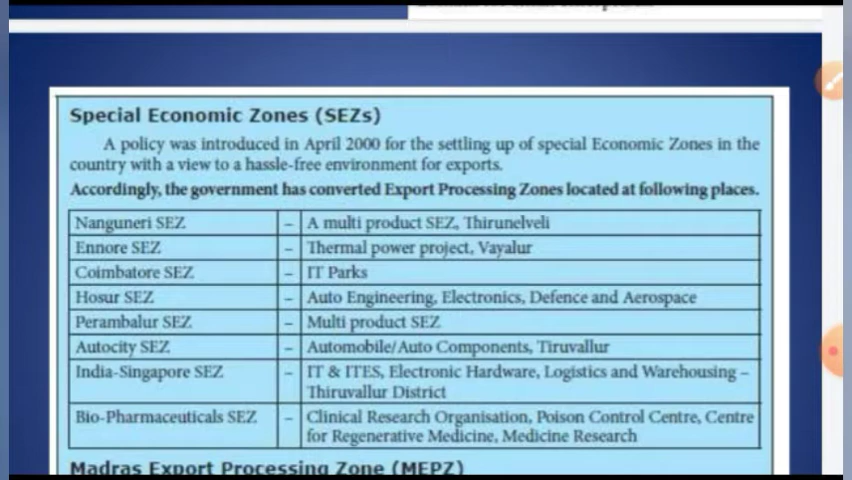 Special Economic Zones (SEZs)
A policy was introduced in April 2000 for the settling up of special Economic Zones in the
country with a view to a hassle-free environment for exports.
Accordingly, the government has converted Export Processing Zones located at following places.
Nanguneri SEZ – A multi product SEZ, Thirunelveli
Ennore SEZ – Thermal power project, Vayalur
Coimbatore SEZ – IT Parks
Hosur SEZ – Auto Engineering, Electronics, Defence and Aerospace
Perambalur SEZ – Multi product SEZ
Autocity SEZ – Automobile/Auto Components, Tiruvallur
India-Singapore SEZ – IT & ITES, Electronic Hardware, Logistics and Warehousing –
Thiruvallur District
Bio-Pharmaceuticals SEZ – Clinical Research Organisation, Poison Control Centre, Centre
for Regenerative Medicine, Medicine Research
Madras Export Processing Zone (MEPZ)